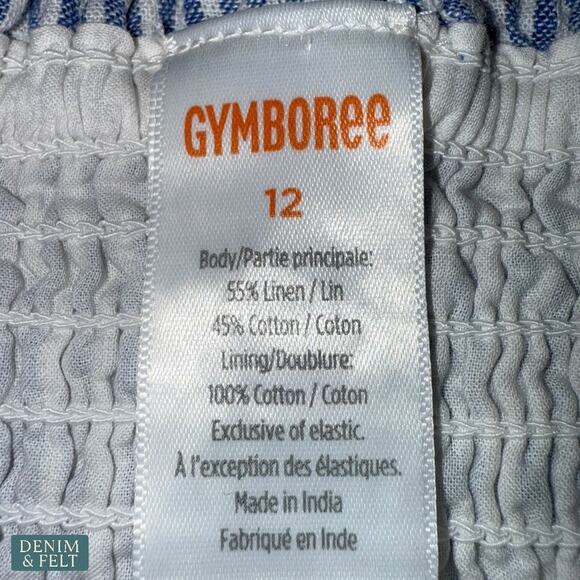 GYMBOREE
12
Body/Partie principale:
55% Linen / Lin
45% Cotton / Coton
Lining/Doublure:
100% Cotton / Coton
Exclusive of elastic.
À l'exception des élastiques.
Made in India
Fabriqué en Inde
DENIM
& FELT